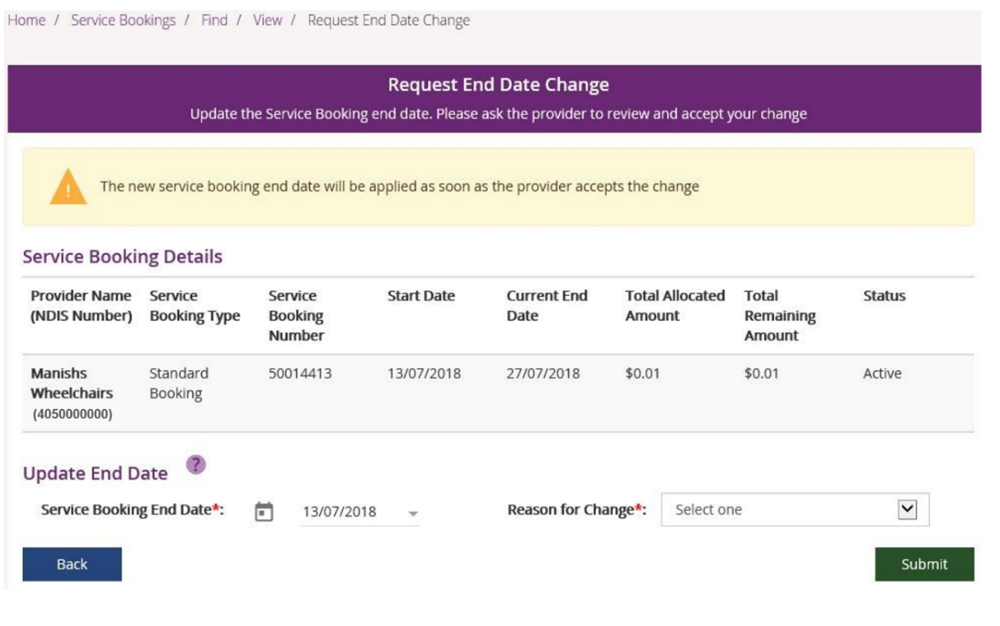 Home / Service Bookings / Find / View / Request End Date Change
Request End Date Change
Update the Service Booking end date. Please ask the provider to review and accept your change
!
The new service booking end date will be applied as soon as the provider accepts the change
Service Booking Details
Provider Name (NDIS Number)
Service Booking Type
Service Booking Number
Start Date
Current End Date
Total Allocated Amount
Total Remaining Amount
Status
Manishs Wheelchairs (4050000000)
Standard Booking
50014413
13/07/2018
27/07/2018
$0.01
$0.01
Active
Update End Date ?
Service Booking End Date*: 13/07/2018
Reason for Change*: Select one
Back
Submit